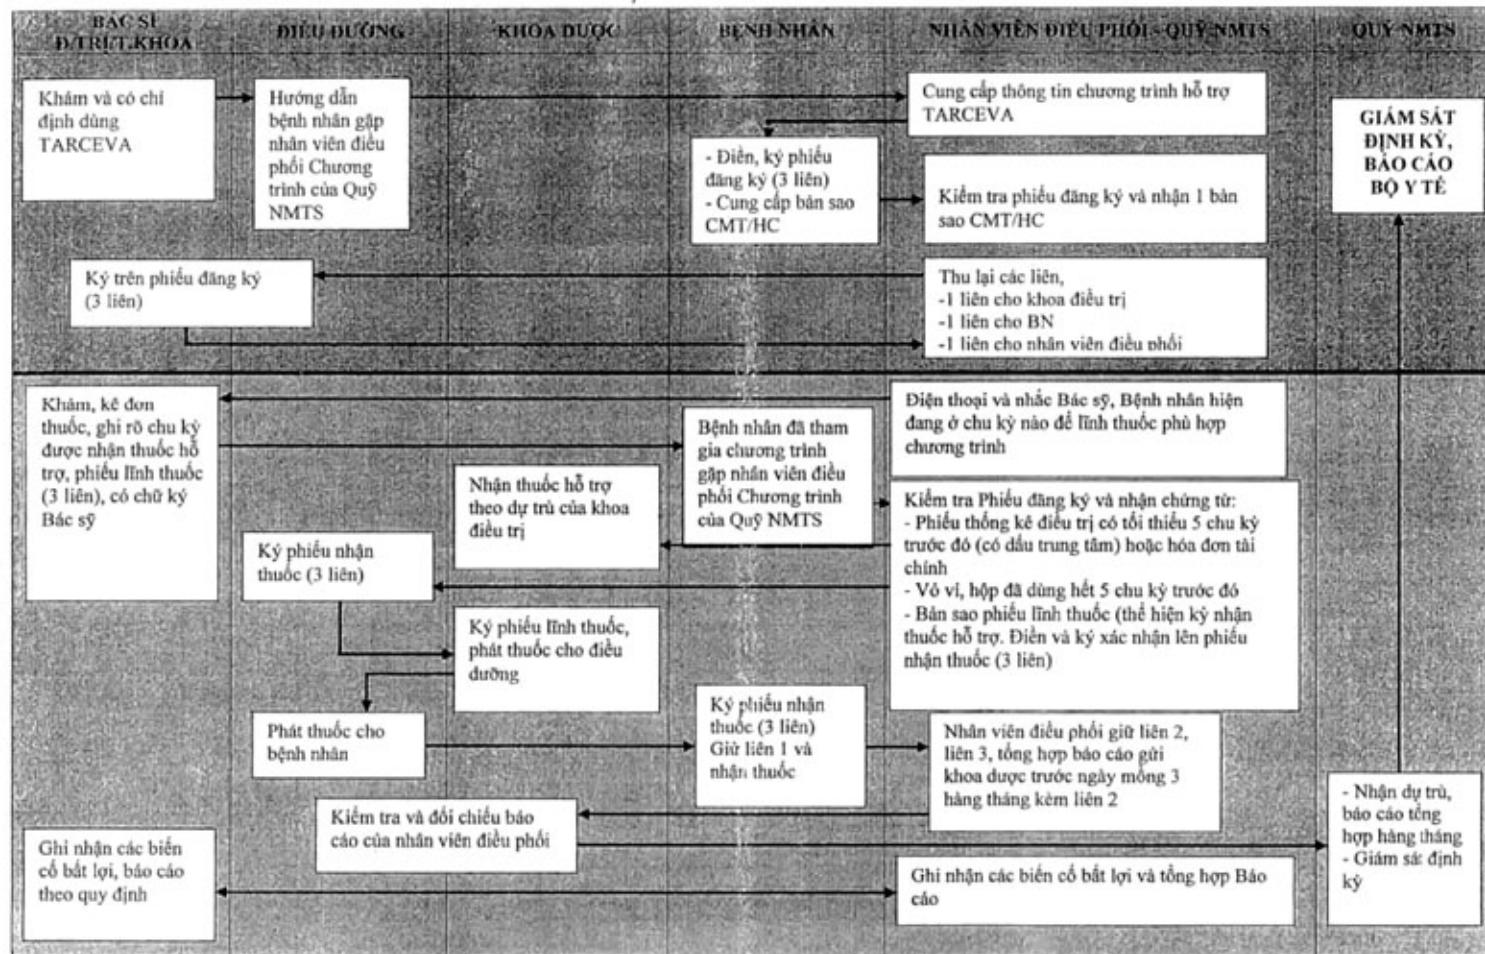 BÁC SĨ
Đ.TRỊ/T.KHOA
ĐIỀU DƯỠNG
KHOA DƯỢC
BỆNH NHÂN
NHÂN VIÊN ĐIỀU PHỐI - QUỸ NMTS
QUỸ NMTS
Khám và có chỉ
định dùng
TARCEVA
Hướng dẫn
bệnh nhân gặp
nhân viên điều
phối Chương
trình của Quỹ
NMTS
Cung cấp thông tin chương trình hỗ trợ
TARCEVA
- Điền, ký phiếu
đăng ký (3 liên)
- Cung cấp bản sao
CMT/HC
Kiểm tra phiếu đăng ký và nhận 1 bản
sao CMT/HC
GIÁM SÁT
ĐỊNH KỲ,
BÁO CÁO
BỘ Y TẾ
Ký trên phiếu đăng ký
(3 liên)
Thu lại các liên,
-1 liên cho khoa điều trị
-1 liên cho BN
-1 liên cho nhân viên điều phối
Khám, kê đơn
thuốc, ghi rõ chu kỳ
được nhận thuốc hỗ
trợ, phiếu lĩnh thuốc
(3 liên), có chữ ký
Bác sỹ
Điện thoại và nhắc Bác sỹ, Bệnh nhân hiện
đang ở chu kỳ nào để lĩnh thuốc phù hợp
chương trình
Bệnh nhân đã tham
gia chương trình
gặp nhân viên điều
phối Chương trình
của Quỹ NMTS
Nhận thuốc hỗ trợ
theo dự trù của khoa
điều trị
Kiểm tra Phiếu đăng ký và nhận chứng từ:
- Phiếu thống kê điều trị có tối thiểu 5 chu kỳ
trước đó (có dấu trung tâm) hoặc hóa đơn tài
chính
- Vỏ vỉ, hộp đã dùng hết 5 chu kỳ trước đó
- Bản sao phiếu lĩnh thuốc (thể hiện kỳ nhận
thuốc hỗ trợ. Điền và ký xác nhận lên phiếu
nhận thuốc (3 liên)
Ký phiếu nhận
thuốc (3 liên)
Ký phiếu lĩnh thuốc,
phát thuốc cho điều
dưỡng
Phát thuốc cho
bệnh nhân
Ký phiếu nhận
thuốc (3 liên)
Giữ liên 1 và
nhận thuốc
Nhân viên điều phối giữ liên 2,
liên 3, tổng hợp báo cáo gửi
khoa dược trước ngày mồng 3
hàng tháng kèm liên 2
Kiểm tra và đối chiếu báo
cáo của nhân viên điều phối
- Nhận dự trù,
báo cáo tổng
hợp hàng tháng
- Giám sát định
kỳ
Ghi nhận các biến
cố bất lợi, báo cáo
theo quy định
Ghi nhận các biến cố bất lợi và tổng hợp Báo
cáo